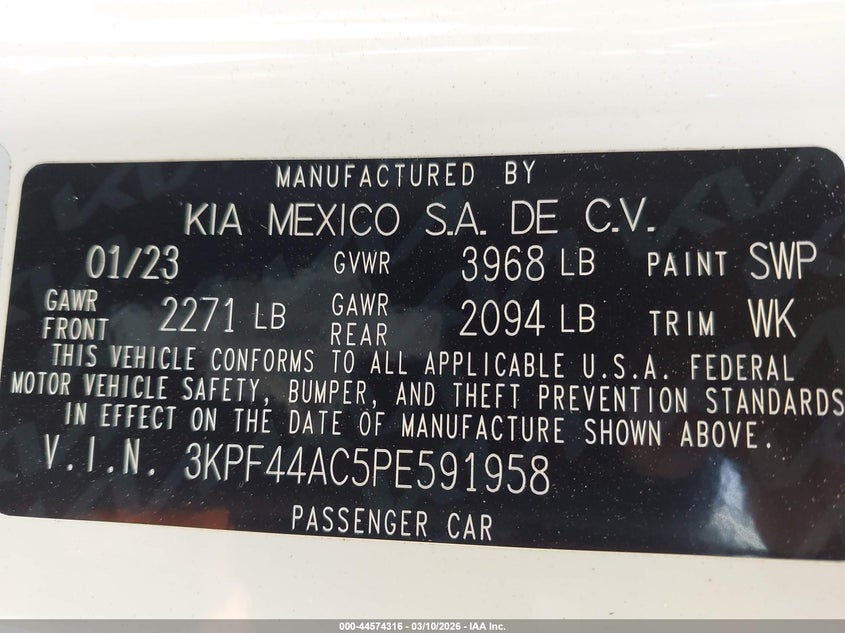 MANUFACTURED BY
KIA MEXICO S.A. DE C.V.
01/23 GVWR 3968 LB PAINT SWP
GAWR FRONT 2271 LB GAWR REAR 2094 LB TRIM WK
THIS VEHICLE CONFORMS TO ALL APPLICABLE U.S.A. FEDERAL
MOTOR VEHICLE SAFETY, BUMPER, AND THEFT PREVENTION STANDARDS
IN EFFECT ON THE DATE OF MANUFACTURE SHOWN ABOVE.
V.I.N. 3KPF44AC5PE591958
PASSENGER CAR
000-44574316 — 03/10/2026 — IAA Inc.